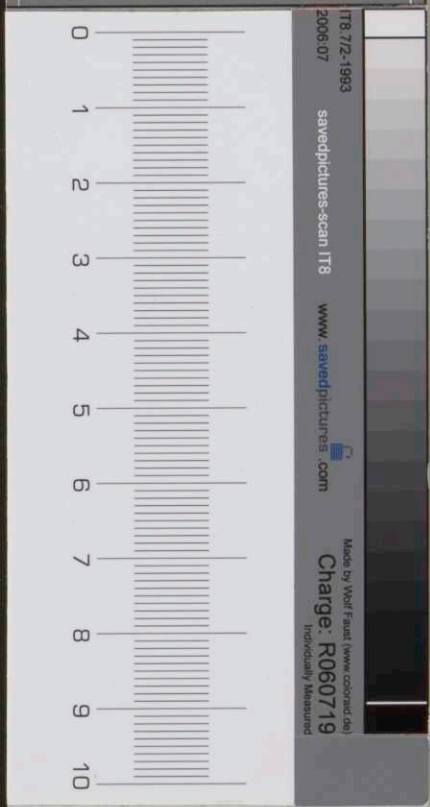 0
1
2
3
4
5
6
7
8
9
10
IT8.7/2-1993
2006:07
savedpictures-scan IT8
www.savedpictures.com
Made by Wolf Faust (www.coloraid.de)
Charge: R060719
Individually Measured